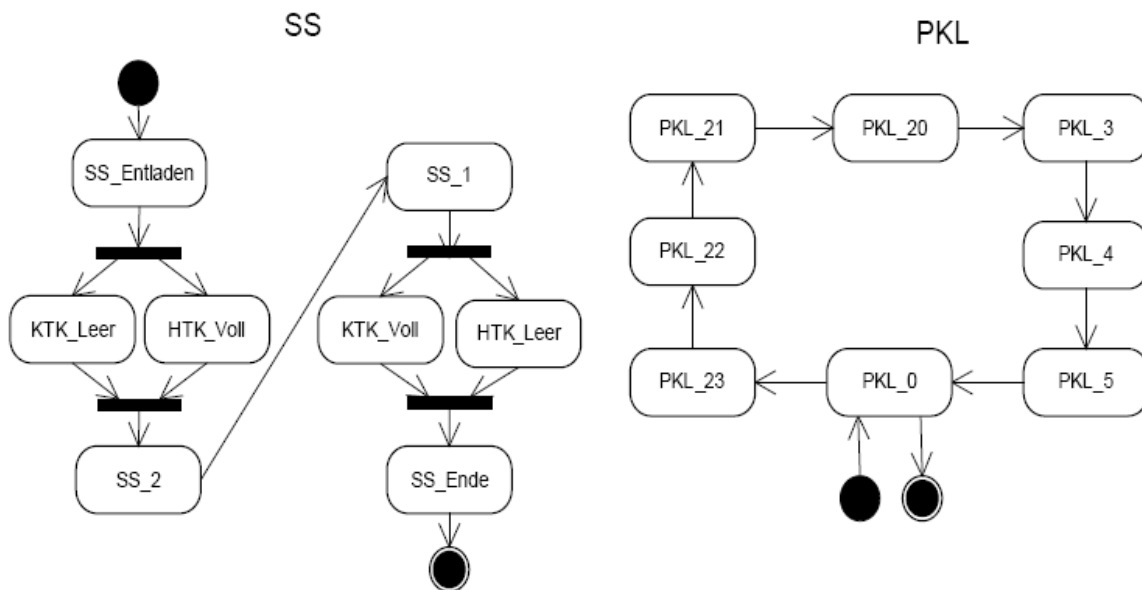 SS
SS_Entladen
KTK_Leer
HTK_Voll
SS_2
SS_1
KTK_Voll
HTK_Leer
SS_Ende
PKL
PKL_21
PKL_20
PKL_3
PKL_22
PKL_4
PKL_23
PKL_0
PKL_5